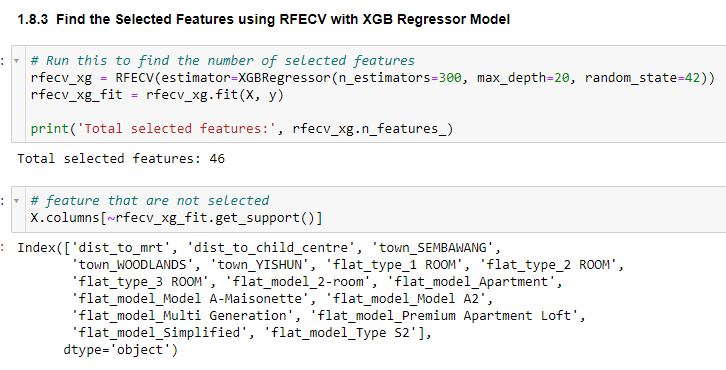 1.8.3 Find the Selected Features using RFECV with XGB Regressor Model
: # Run this to find the number of selected features
rfecv_xg = RFECV(estimator=XGBRegressor(n_estimators=300, max_depth=20, random_state=42))
rfecv_xg_fit = rfecv_xg.fit(X, y)
print('Total selected features:', rfecv_xg.n_features_)
Total selected features: 46
: # feature that are not selected
X.columns[~rfecv_xg_fit.get_support()]
: Index(['dist_to_mrt', 'dist_to_child_centre', 'town_SEMBAWANG',
'town_WOODLANDS', 'town_YISHUN', 'flat_type_1 ROOM', 'flat_type_2 ROOM',
'flat_type_3 ROOM', 'flat_model_2-room', 'flat_model_Apartment',
'flat_model_Model A-Maisonette', 'flat_model_Model A2',
'flat_model_Multi Generation', 'flat_model_Premium Apartment Loft',
'flat_model_Simplified', 'flat_model_Type S2'],
dtype='object')